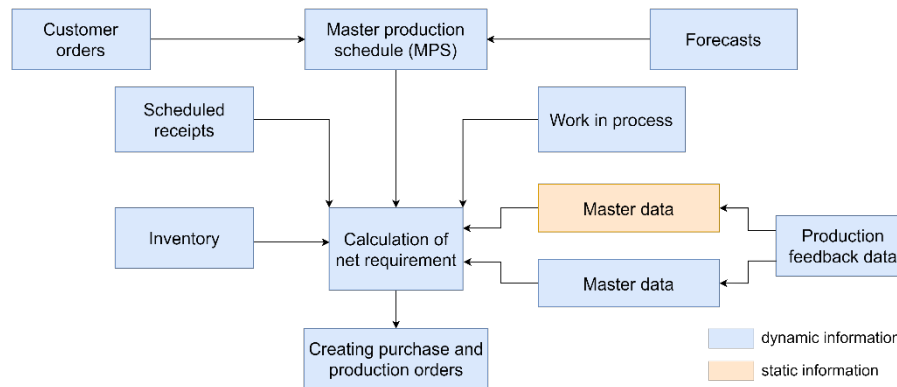 Customer
orders
Master production
schedule (MPS)
Forecasts
Scheduled
receipts
Work in process
Master data
Inventory
Calculation of
net requirement
Production
feedback data
Master data
Creating purchase and
production orders
dynamic information
static information